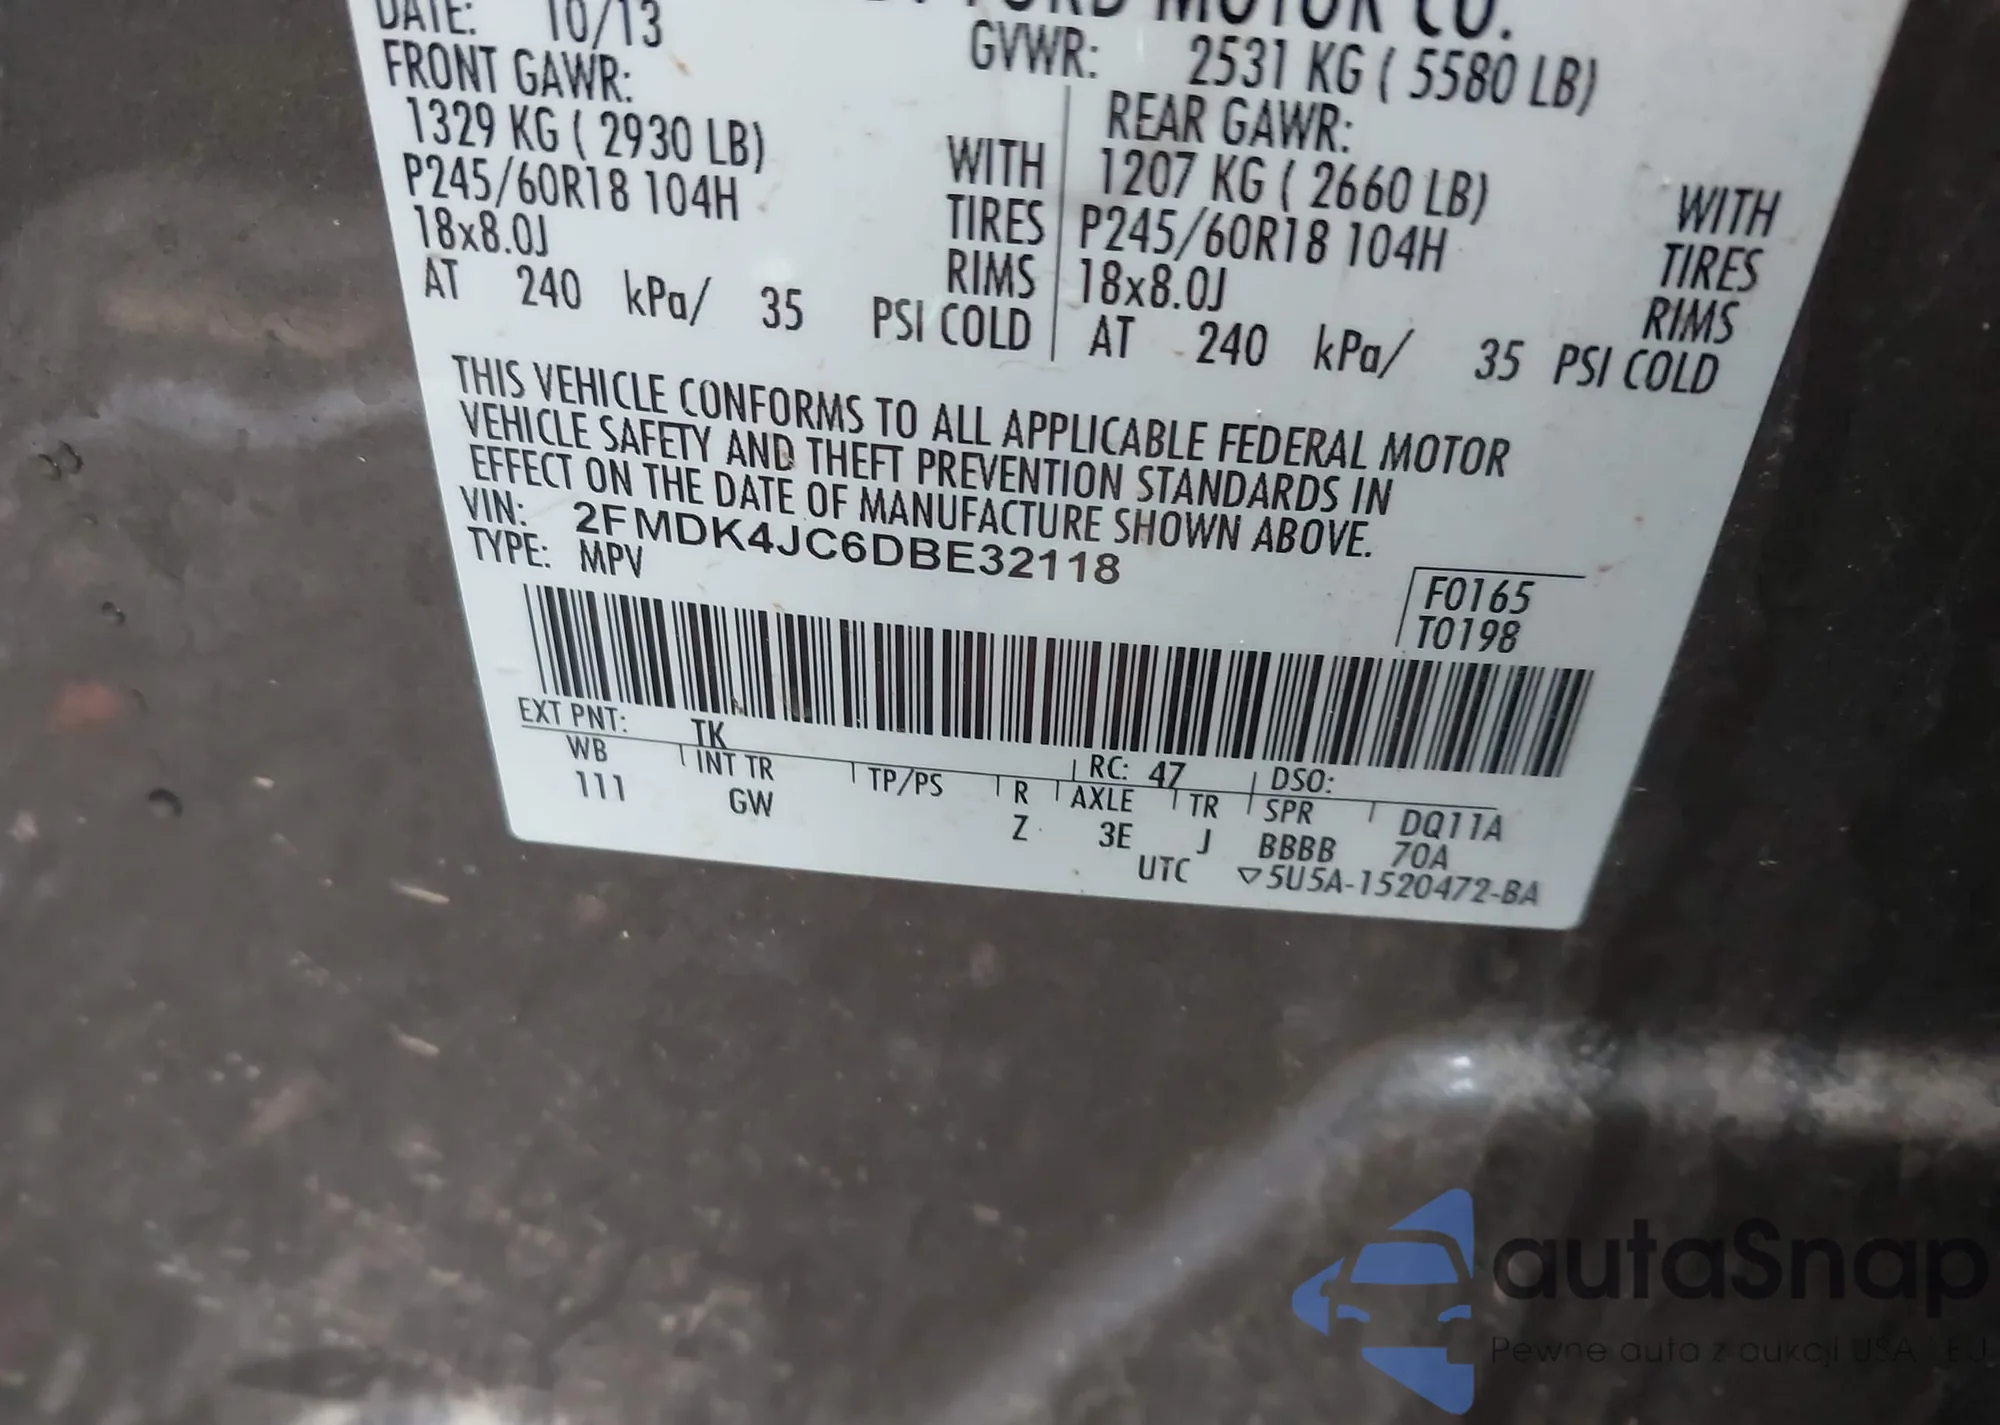 DATE: 10/13
FORD MOTOR CO.
GVWR: 2531 KG ( 5580 LB)
FRONT GAWR:
1329 KG ( 2930 LB) WITH
P245/60R18 104H TIRES
18x8.0J RIMS
AT 240 kPa/ 35 PSI COLD
REAR GAWR:
1207 KG ( 2660 LB) WITH
P245/60R18 104H TIRES
18x8.0J RIMS
AT 240 kPa/ 35 PSI COLD
THIS VEHICLE CONFORMS TO ALL APPLICABLE FEDERAL MOTOR
VEHICLE SAFETY AND THEFT PREVENTION STANDARDS IN
EFFECT ON THE DATE OF MANUFACTURE SHOWN ABOVE.
VIN: 2FMDK4JC6DBE32118
TYPE: MPV
F0165
T0198
EXT PNT: TK RC: 47 DSO:
WB INT TR TP/PS R AXLE TR SPR DQ11A
111 GW Z 3E J BBBB 70A
UTC ▽5U5A-1520472-BA
autaSnap
Pewne auta z aukcji USA EU